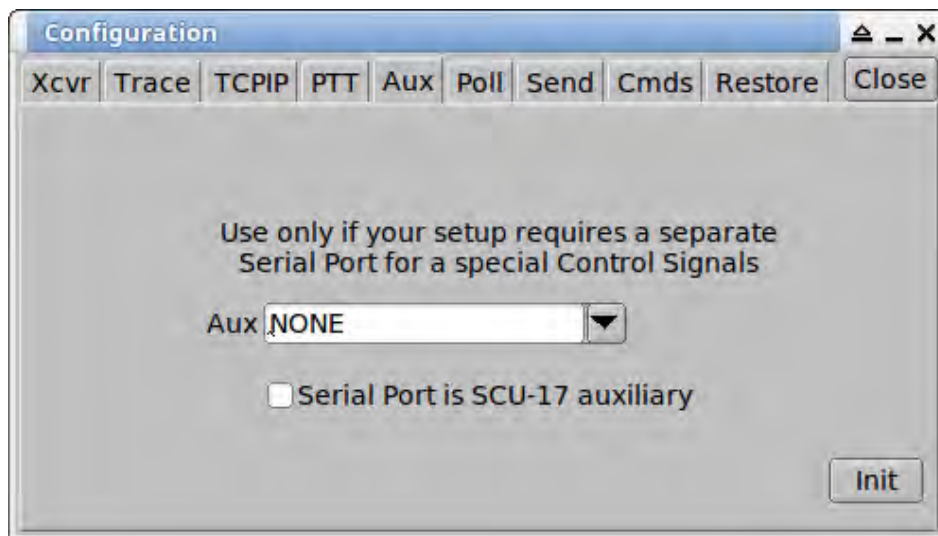 Configuration
Xcvr Trace TCPIP PTT Aux Poll Send Cmds Restore Close
Use only if your setup requires a separate
Serial Port for a special Control Signals
Aux NONE
Serial Port is SCU-17 auxiliary
Init